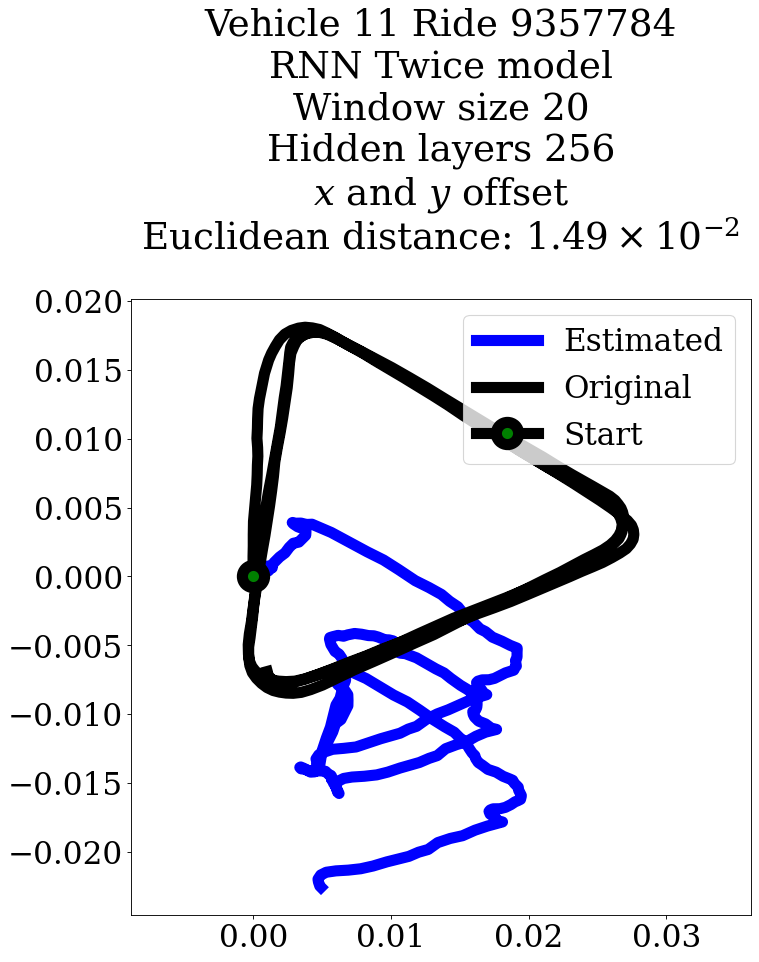 Vehicle 11 Ride 9357784
RNN Twice model
Window size 20
Hidden layers 256
x and y offset
Euclidean distance: 1.49 × 10⁻²
0.020
0.015
0.010
0.005
0.000
−0.005
−0.010
−0.015
−0.020
Estimated
Original
Start
0.00 0.01 0.02 0.03